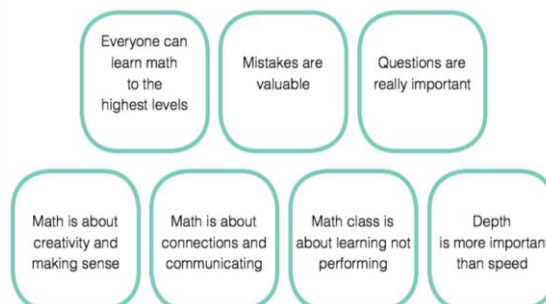 Everyone can
learn math
to the
highest levels
Mistakes are
valuable
Questions are
really important
Math is about
creativity and
making sense
Math is about
connections and
communicating
Math class is
about learning not
performing
Depth
is more important
than speed